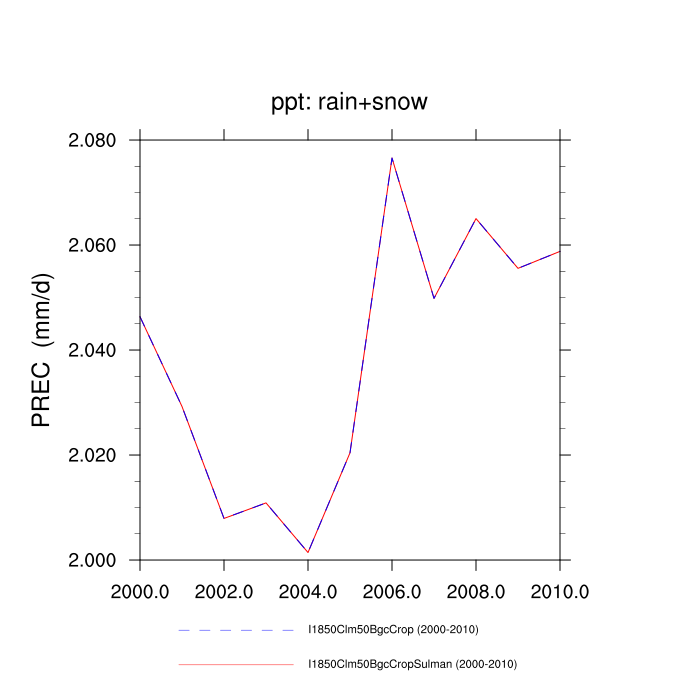 ppt: rain+snow
2.080
2.060
2.040
2.020
2.000
PREC (mm/d)
2000.0 2002.0 2004.0 2006.0 2008.0 2010.0
I1850Clm50BgcCrop (2000-2010)
I1850Clm50BgcCropSulman (2000-2010)